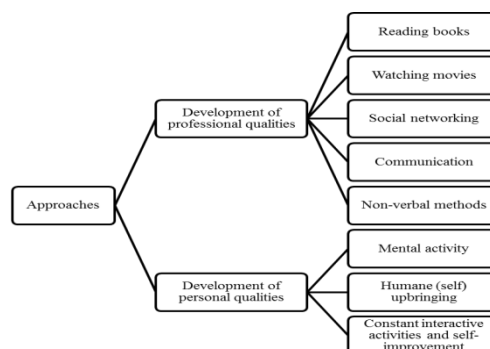 Reading books
Watching movies
Development of
professional qualities
Social networking
Communication
Non-verbal methods
Approaches
Mental activity
Development of
personal qualities
Humane (self)
upbringing
Constant interactive
activities and self-
improvement